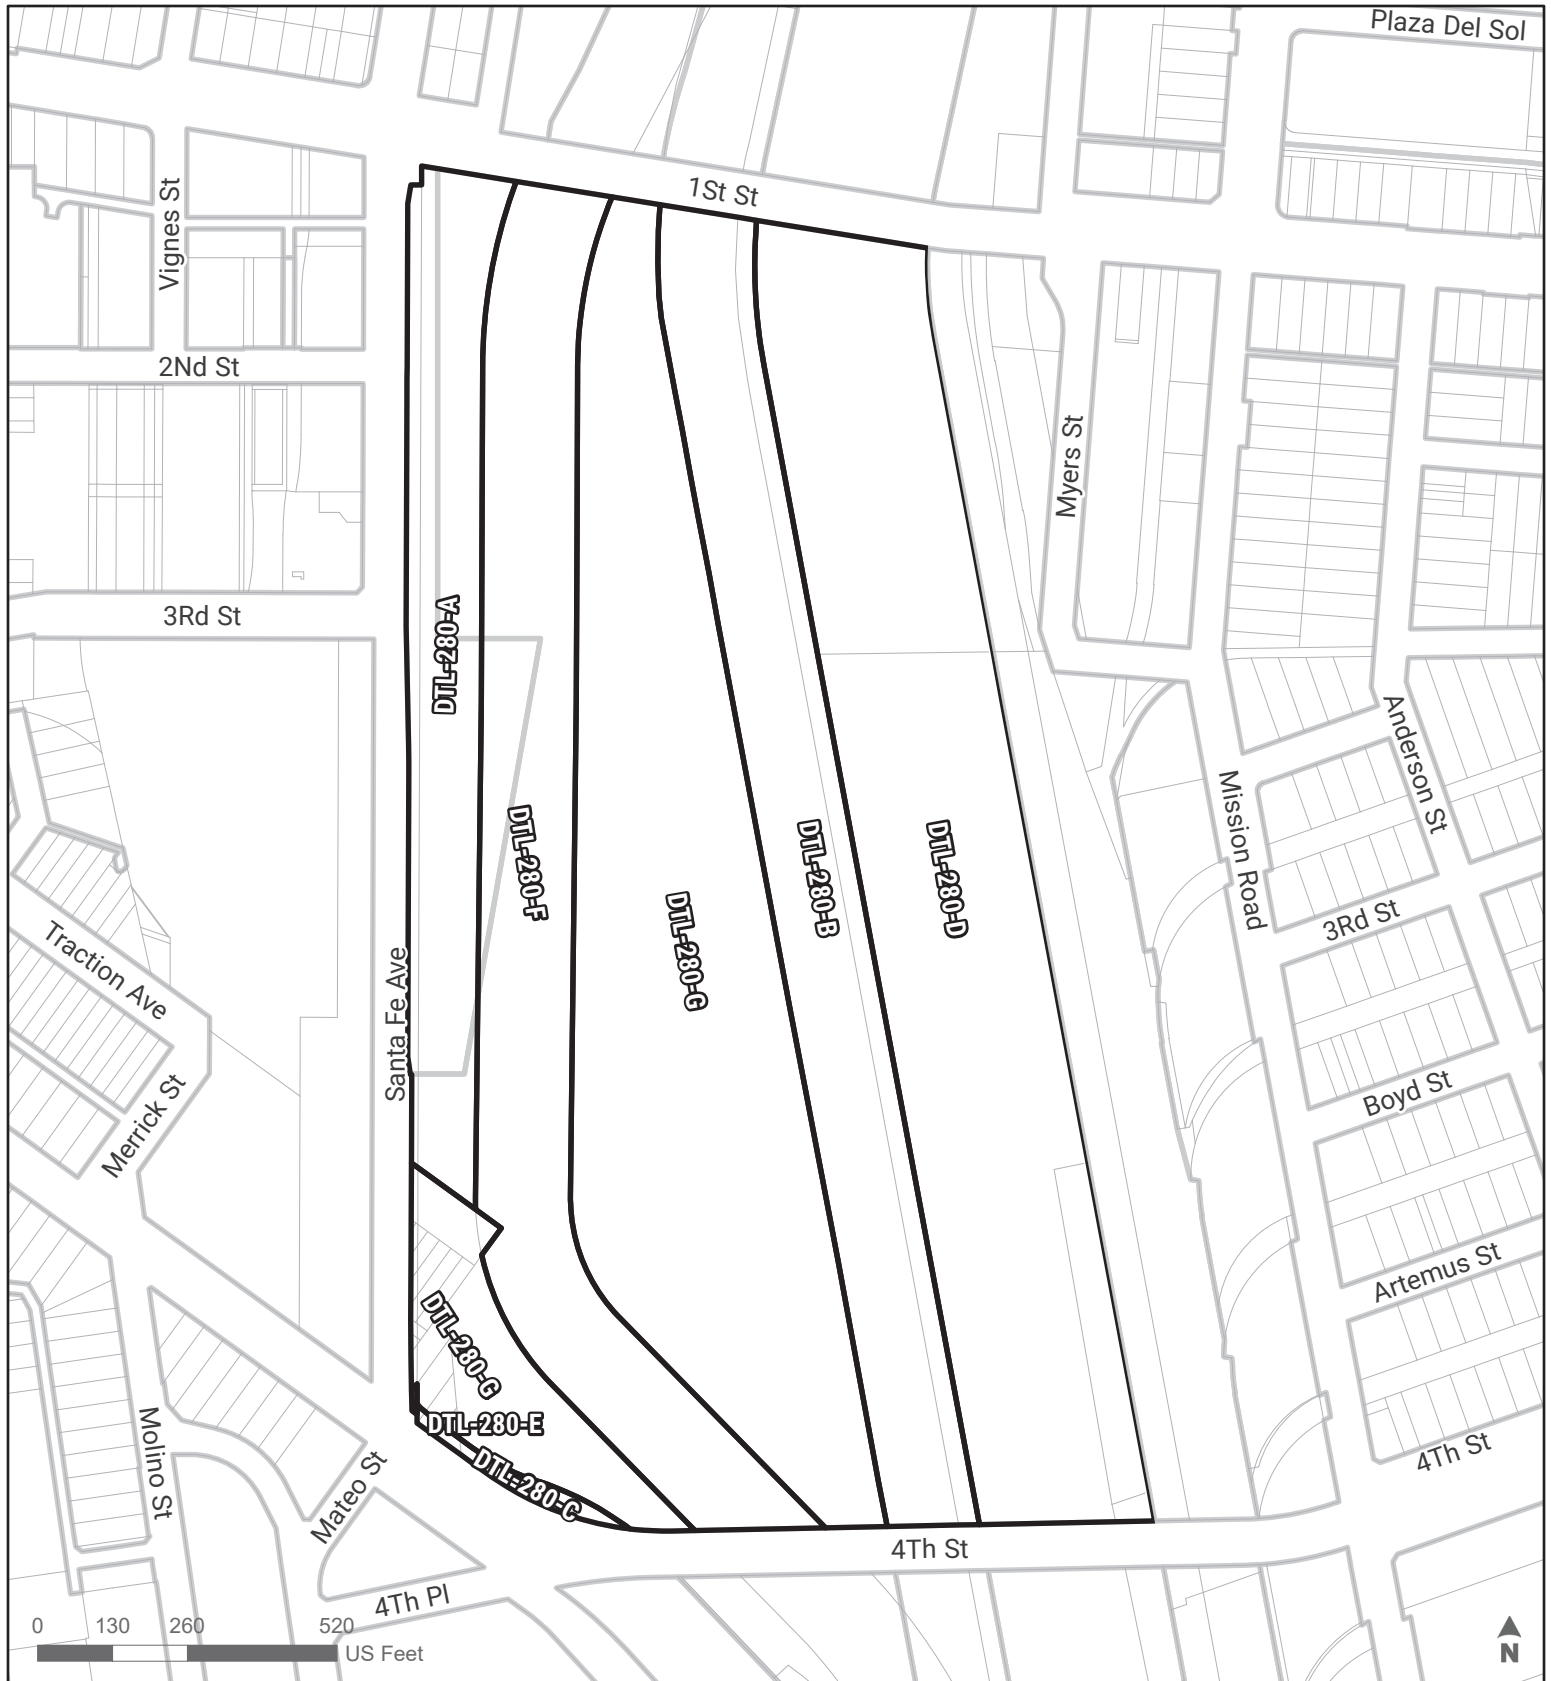 Plaza Del Sol
1St St
Vignes St
2Nd St
Myers St
3Rd St
DTL-280-A
Anderson St
Mission Road
DTL-280-F
DTL-280-B
DTL-280-D
DTL-280-G
3Rd St
Traction Ave
Santa Fe Ave
Boyd St
Merrick St
Artemus St
DTL-280-G
DTL-280-E
4Th St
Molino St
DTL-280-C
Mateo St
4Th St
4Th Pl
0 130 260 520
US Feet
N